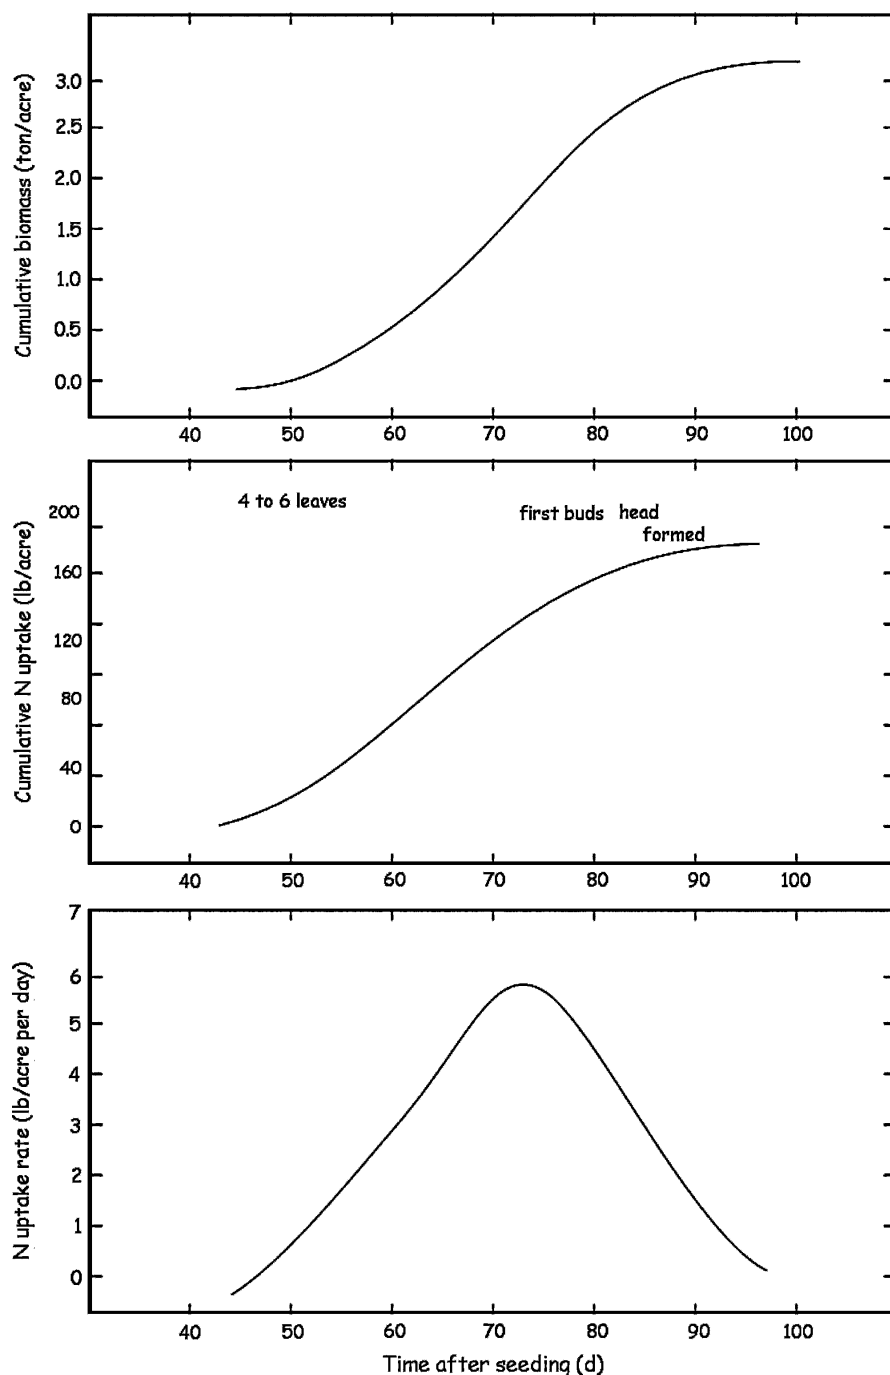 Cumulative biomass (ton/acre)
3.0
2.5
2.0
1.5
1.0
0.5
0.0
40 50 60 70 80 90 100
Cumulative N uptake (lb/acre)
4 to 6 leaves
first buds head
formed
200
160
120
80
40
0
40 50 60 70 80 90 100
N uptake rate (lb/acre per day)
7
6
5
4
3
2
1
0
40 50 60 70 80 90 100
Time after seeding (d)